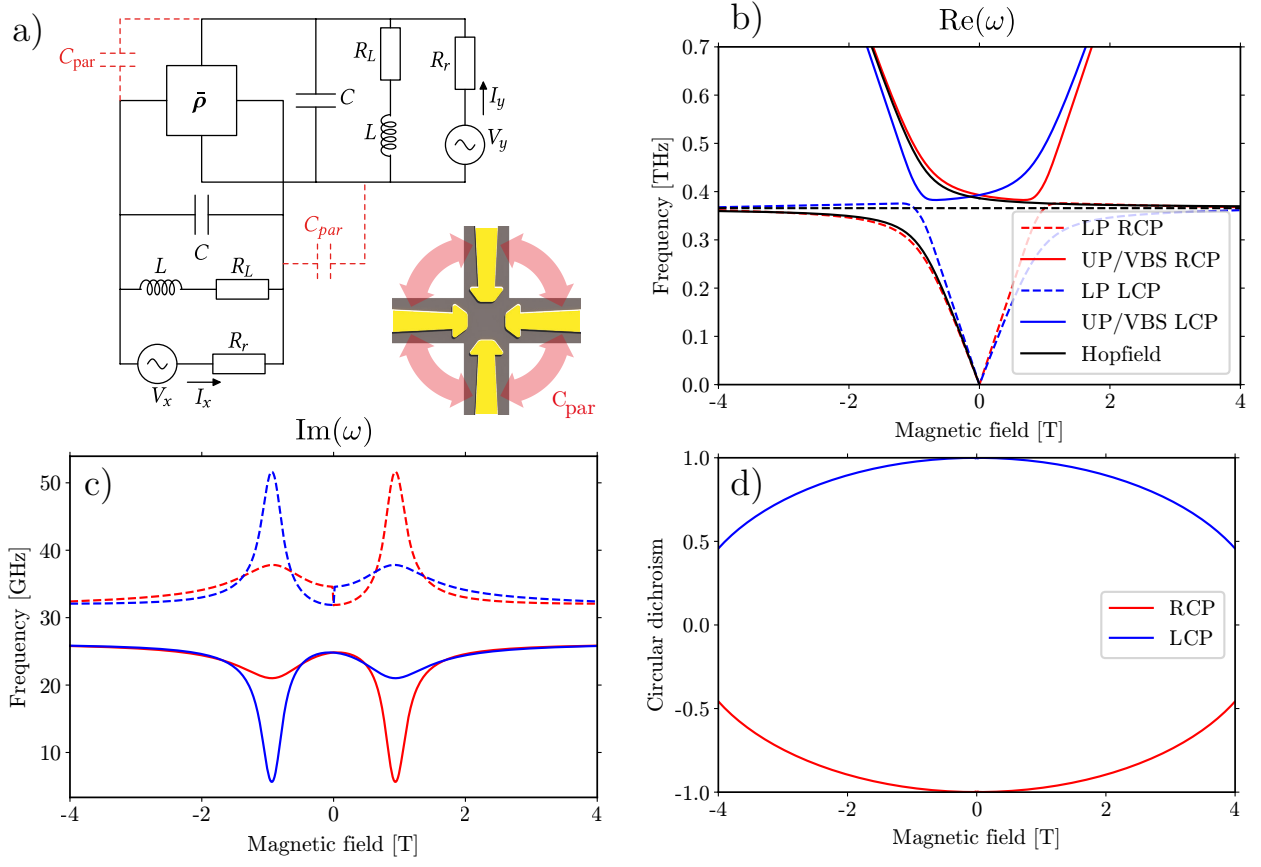 a)
C_par
ρ̄
C
R_L
L
R_r
I_y
V_y
C
C_par
L
R_L
R_r
V_x
I_x
C_par
b)
Re(ω)
Frequency [THz]
0.7
0.6
0.5
0.4
0.3
0.2
0.1
0.0
LP RCP
UP/VBS RCP
LP LCP
UP/VBS LCP
Hopfield
-4 -2 0 2 4
Magnetic field [T]
c)
Im(ω)
Frequency [GHz]
50
40
30
20
10
-4 -2 0 2 4
Magnetic field [T]
d)
Circular dichroism
1.0
0.5
0.0
-0.5
-1.0
RCP
LCP
-4 -2 0 2 4
Magnetic field [T]